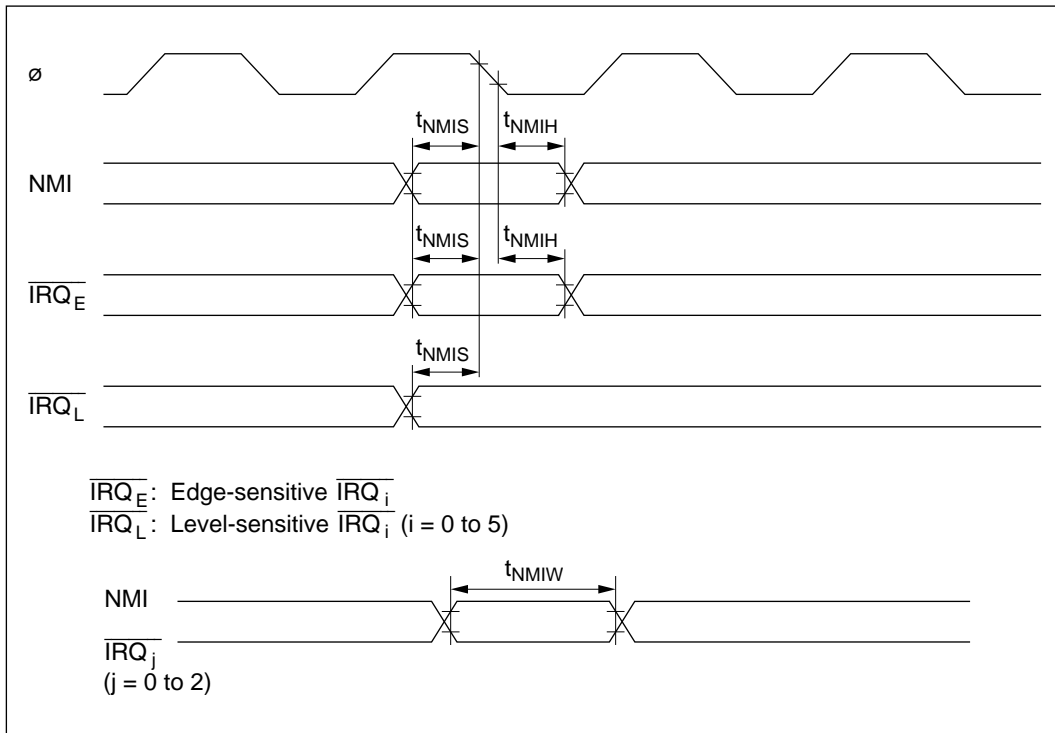 ø
tNMIS tNMIH
NMI
tNMIS tNMIH
IRQE
tNMIS
IRQL
IRQE: Edge-sensitive IRQi
IRQL: Level-sensitive IRQi (i = 0 to 5)
tNMIW
NMI
IRQj
(j = 0 to 2)